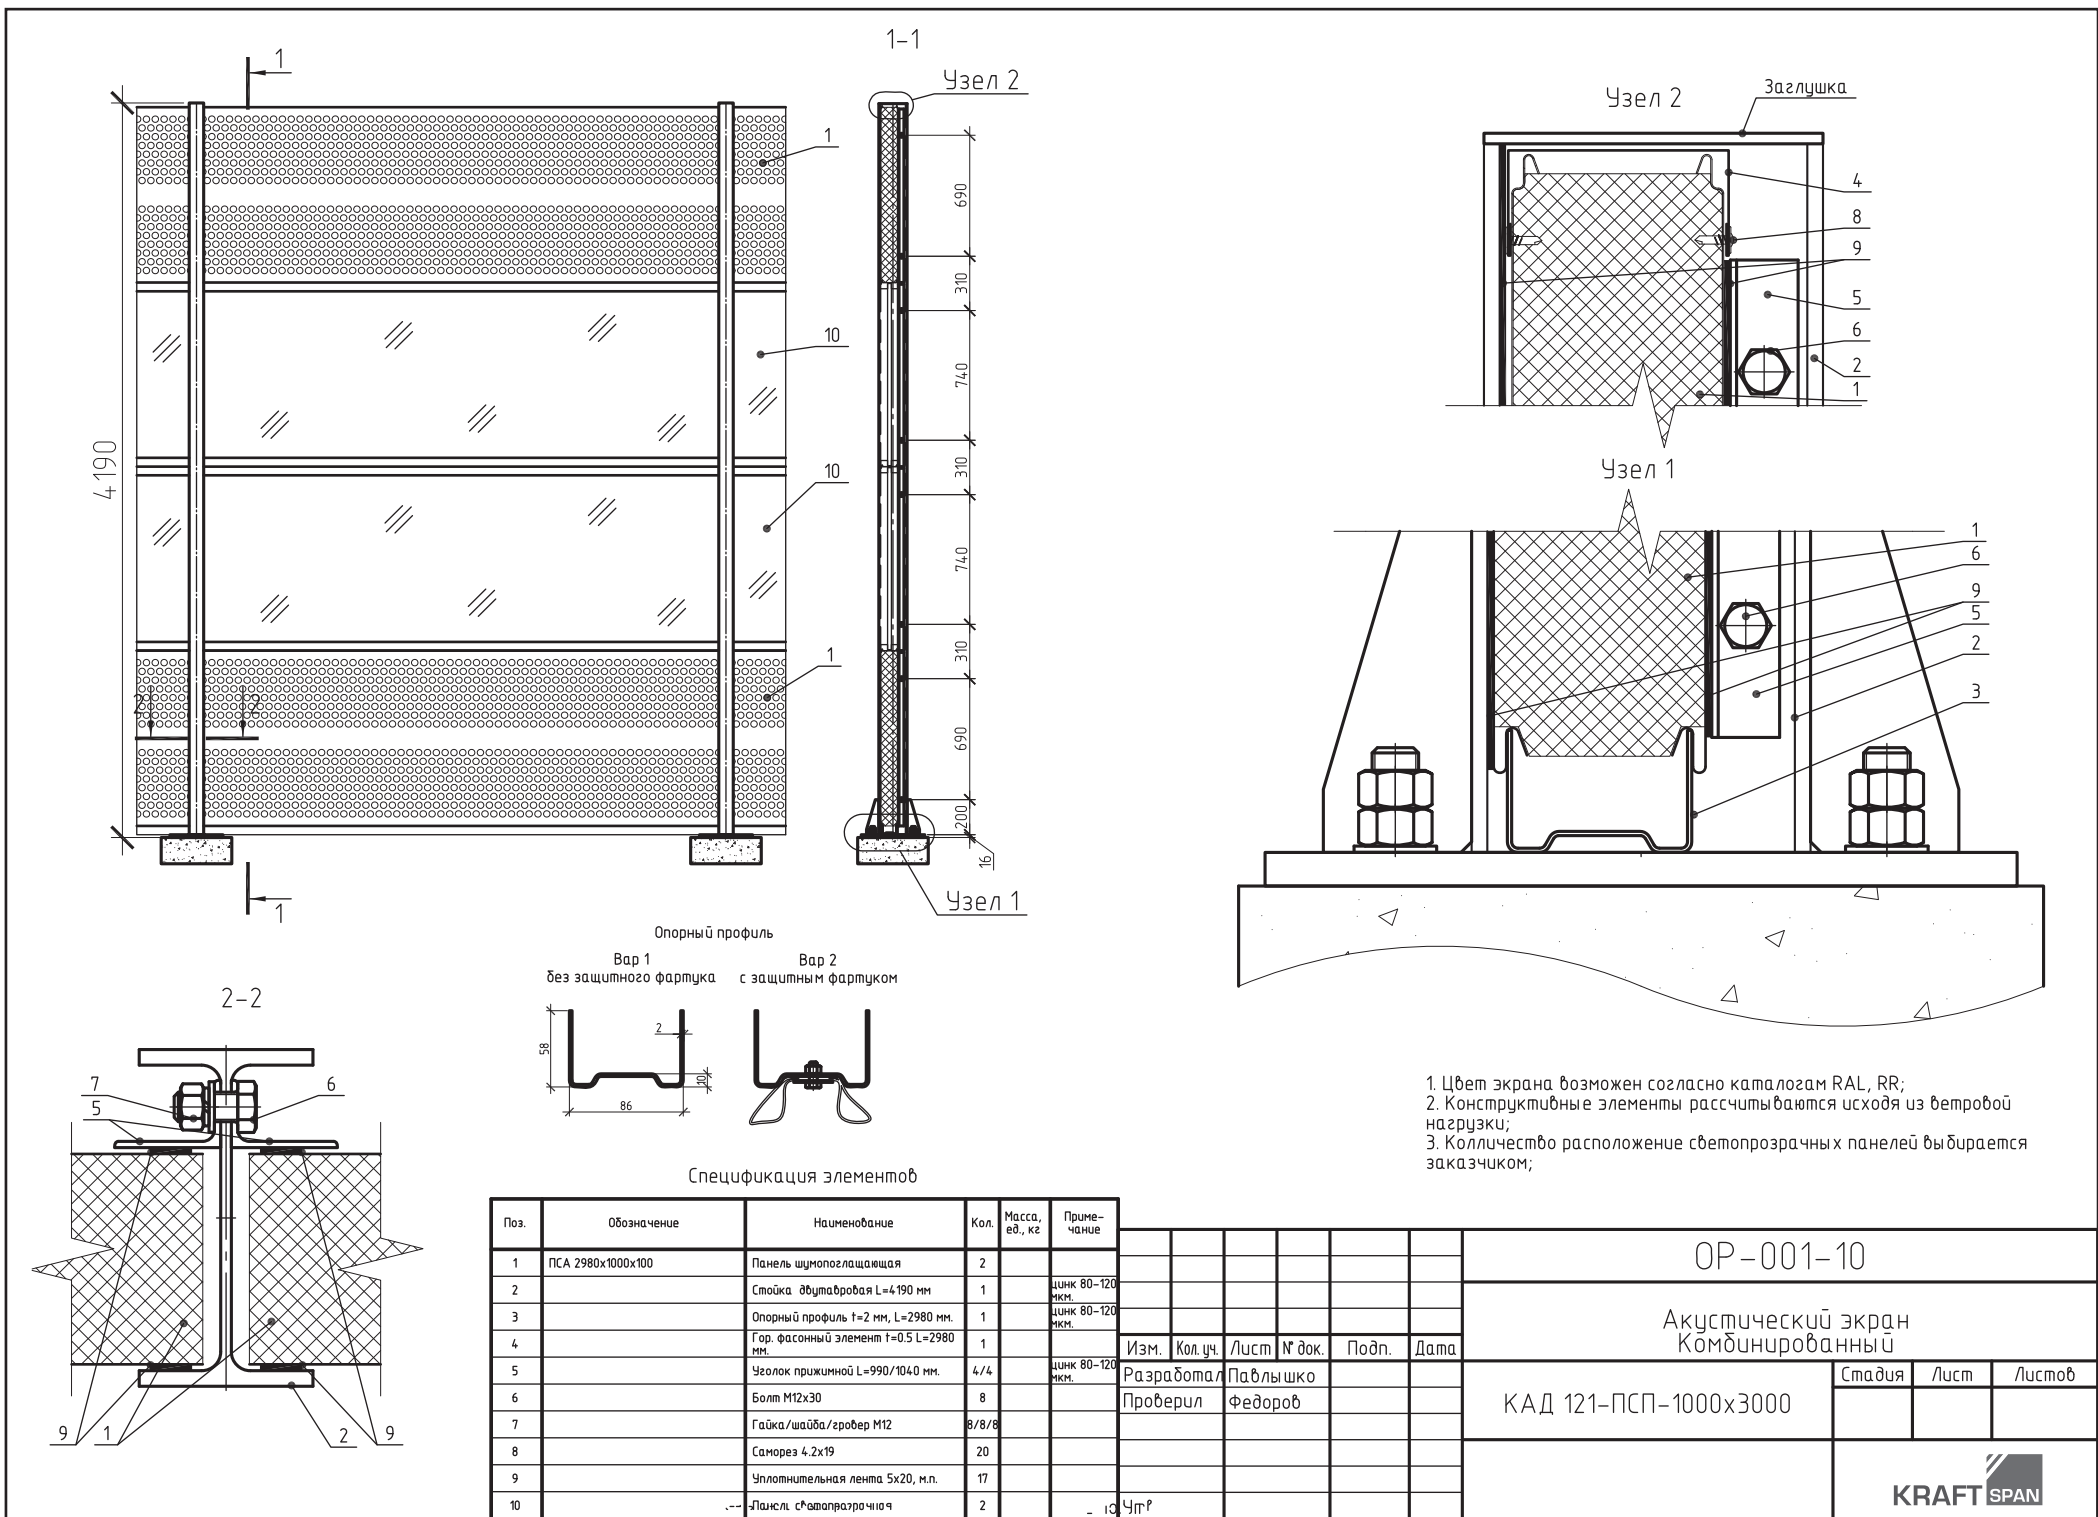 1
1
4190
1
10
10
1
2
2
1-1
Узел 2
690
310
740
310
740
310
690
200
16
Узел 1
Узел 2
Заглушка
4
8
9
5
6
2
1
Узел 1
1
6
9
5
2
3
Опорный профиль
Вар 1
без защитного фартука
Вар 2
с защитным фартуком
58
2
10
86
2-2
7
5
6
9
1
2
9
1. Цвет экрана возможен согласно каталогам RAL, RR;
2. Конструктивные элементы рассчитываются исходя из ветровой
нагрузки;
3. Колличество расположение светопрозрачных панелей выбирается
заказчиком;
Спецификация элементов
Поз. Обозначение Наименование Кол. Масса, ед., кг Приме-чание
1 ПСА 2980х1000х100 Панель шумопоглащающая 2
2 Стойка двутавровая L=4190 мм 1 цинк 80-120 мкм.
3 Опорный профиль t=2 мм, L=2980 мм. 1 цинк 80-120 мкм.
4 Гор. фасонный элемент t=0.5 L=2980 мм. 1
5 Уголок прижимной L=990/1040 мм. 4/4 цинк 80-120 мкм.
6 Болт М12х30 8
7 Гайка/шайба/гровер М12 8/8/8
8 Саморез 4.2х19 20
9 Уплотнительная лента 5х20, м.п. 17
10 Панель светопрозрачная 2
Изм. Кол. уч. Лист № док. Подп. Дата
Разработал Павлышко
Проверил Федоров
Утв
ОР-001-10
Акустический экран
Комбинированный
КАД 121-ПСП-1000х3000
Стадия Лист Листов
KRAFT SPAN